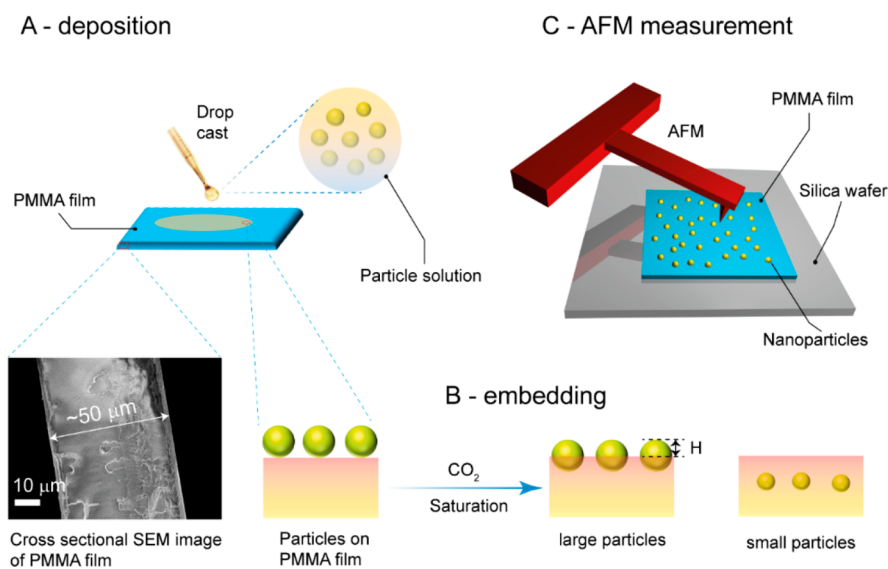 A - deposition
Drop
cast
PMMA film
Particle solution
~50 μm
10 μm
Cross sectional SEM image
of PMMA film
Particles on
PMMA film
C - AFM measurement
PMMA film
AFM
Silica wafer
Nanoparticles
B - embedding
CO₂
Saturation
H
large particles
small particles